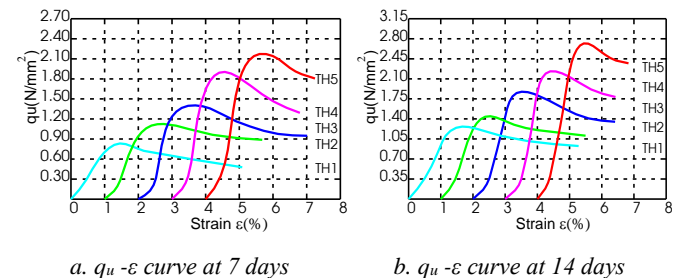 2.70
2.40
2.10
1.80
1.50
1.20
0.90
0.60
0.30
qu(N/mm²)
TH5
TH4
TH3
TH2
TH1
0 1 2 3 4 5 6 7 8
Strain ε(%)
a. qu -ε curve at 7 days
3.15
2.80
2.45
2.10
1.75
1.40
1.05
0.70
0.35
qu(N/mm²)
TH5
TH4
TH3
TH2
TH1
0 1 2 3 4 5 6 7 8
Strain ε(%)
b. qu -ε curve at 14 days